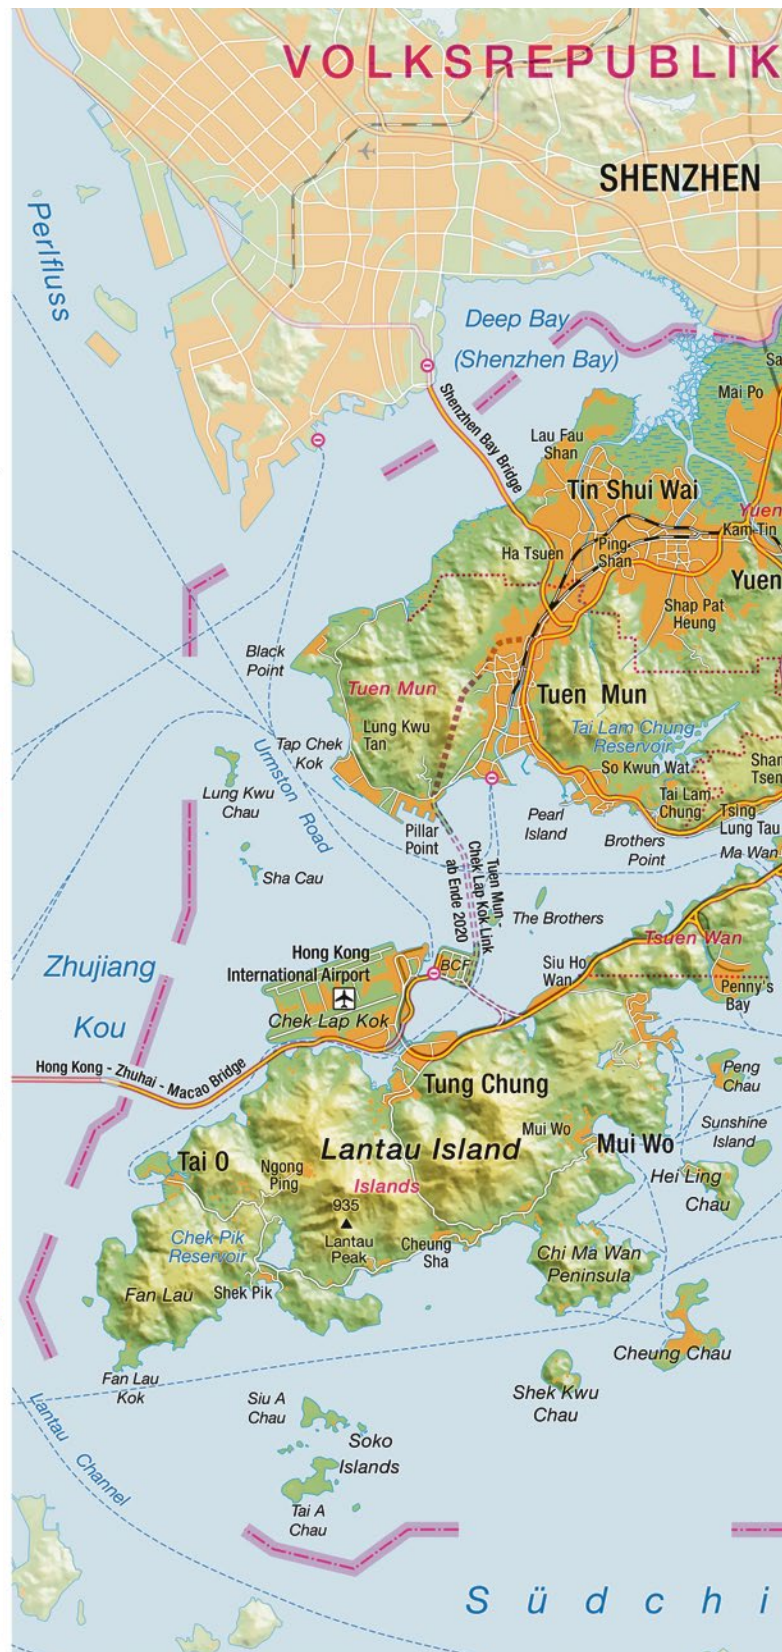 VOLKSREPUBLIK
SHENZHEN
Perlfluss
Deep Bay
(Shenzhen Bay)
Mai Po
Shenzhen Bay Bridge
Lau Fau
Shan
Tin Shui Wai
Yuen
Kam Tin
Ha Tsuen
Ping
Shan
Yuen
Shap Pat
Heung
Black
Point
Tuen Mun
Tuen Mun
Lung Kwu
Tan
Tai Lam Chung
Reservoir
Tap Chek
Kok
Urmston Road
So Kwun Wat
Lung Kwu
Chau
Tai Lam
Chung
Tsing
Lung Tau
Pearl
Island
Pillar
Point
Brothers
Point
Ma Wan
Tuen Mun -
Chek Lap Kok Link
ab Ende 2020
Sha Cau
The Brothers
Tsuen Wan
Hong Kong
International Airport
BCF
Siu Ho
Wan
Zhujiang
Kou
Penny's
Bay
Chek Lap Kok
Hong Kong - Zhuhai - Macao Bridge
Peng
Chau
Tung Chung
Sunshine
Island
Mui Wo
Mui Wo
Lantau Island
Tai O
Ngong
Ping
Islands
Hei Ling
Chau
935
Lantau
Peak
Chek Pik
Reservoir
Cheung
Sha
Chi Ma Wan
Peninsula
Fan Lau
Shek Pik
Cheung Chau
Fan Lau
Kok
Shek Kwu
Chau
Siu A
Chau
Lantau Channel
Soko
Islands
Tai A
Chau
Südchi